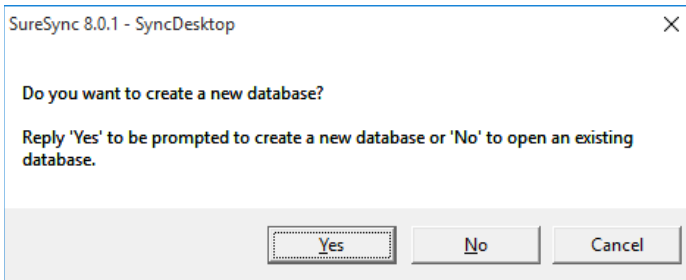 SureSync 8.0.1 - SyncDesktop
Do you want to create a new database?
Reply 'Yes' to be prompted to create a new database or 'No' to open an existing
database.
Yes No Cancel